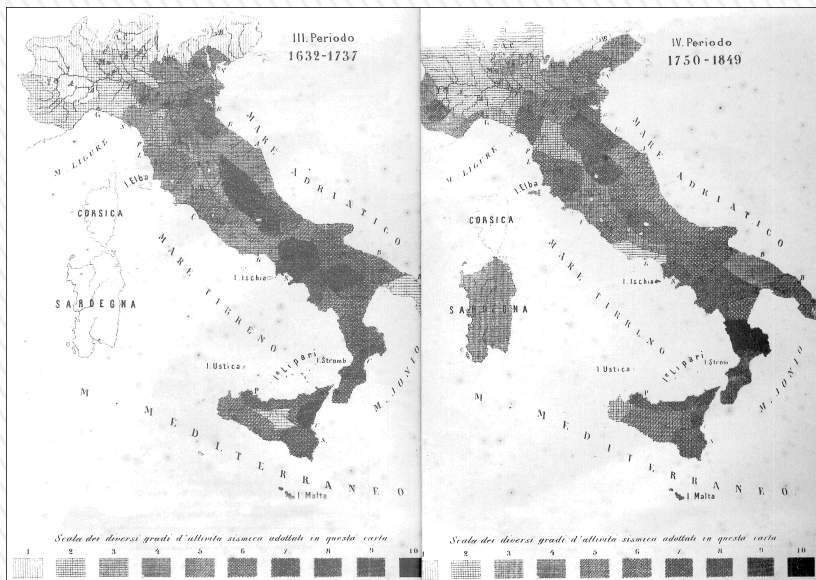 III. Periodo
1632-1737
M. LIGURE
MARE ADRIATICO
I. Elba
CORSICA
I. Ischia
MARE TIRRENO
SARDEGNA
I. Ustica
Is Lipari
I. Stromb
M. JONIO
M. MEDITERRANEO
I. Malta
Scala dei diversi gradi d'attività sismica adottati in questa carta
1 2 3 4 5 6 7 8 9 10
IV. Periodo
1750-1849
M. LIGURE
MARE ADRIATICO
I. Elba
CORSICA
I. Ischia
MARE TIRRENO
SARDEGNA
I. Ustica
Is Lipari
M. JONIO
M. MEDITERRANEO
I. Malta
Scala dei diversi gradi d'attività sismica adottati in questa carta
1 2 3 4 5 6 7 8 9 10